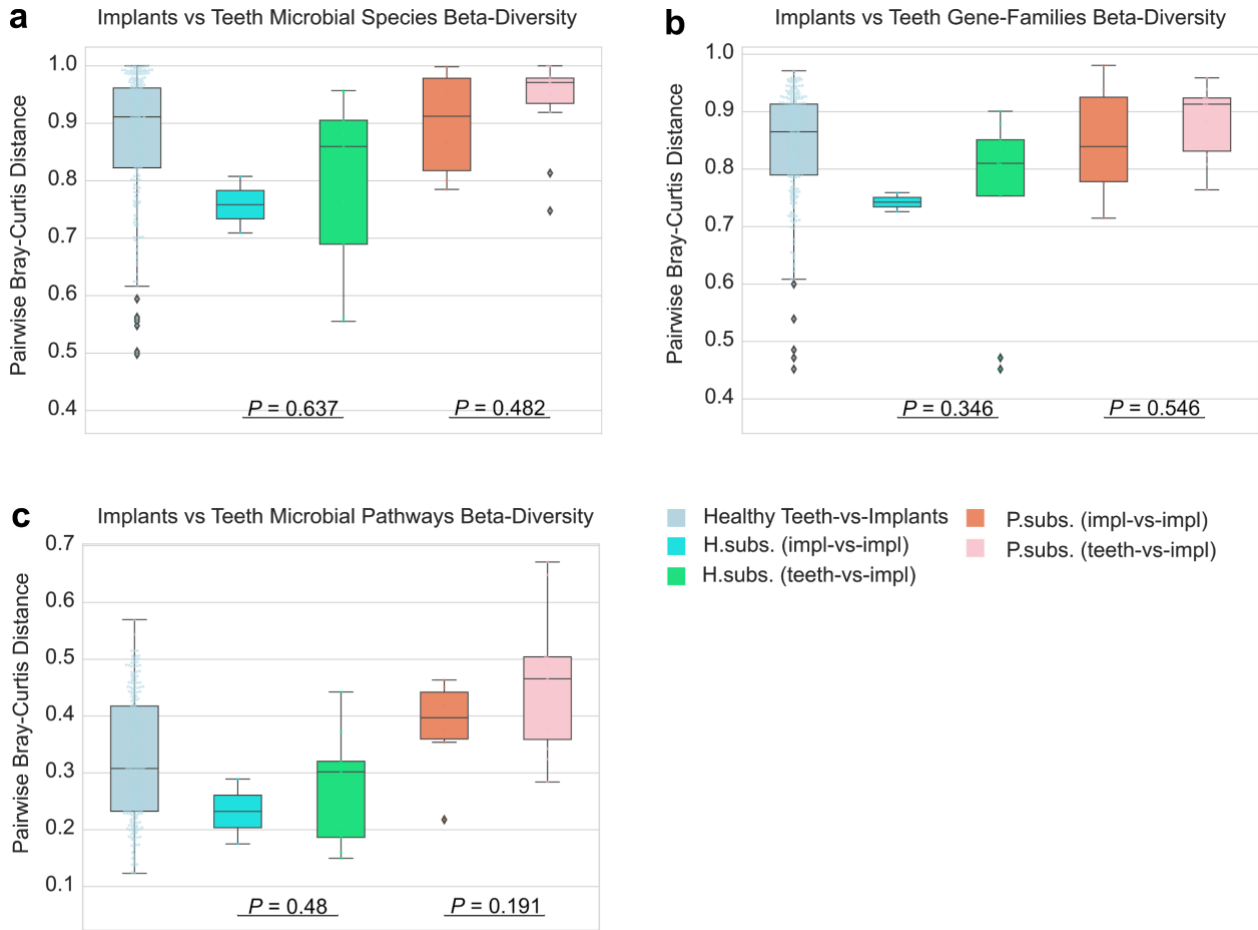 a
Implants vs Teeth Microbial Species Beta-Diversity
Pairwise Bray-Curtis Distance
1.0
0.9
0.8
0.7
0.6
0.5
0.4
P = 0.637
P = 0.482
b
Implants vs Teeth Gene-Families Beta-Diversity
Pairwise Bray-Curtis Distance
1.0
0.9
0.8
0.7
0.6
0.5
0.4
P = 0.346
P = 0.546
c
Implants vs Teeth Microbial Pathways Beta-Diversity
Pairwise Bray-Curtis Distance
0.7
0.6
0.5
0.4
0.3
0.2
0.1
P = 0.48
P = 0.191
Healthy Teeth-vs-Implants
H.subs. (impl-vs-impl)
H.subs. (teeth-vs-impl)
P.subs. (impl-vs-impl)
P.subs. (teeth-vs-impl)